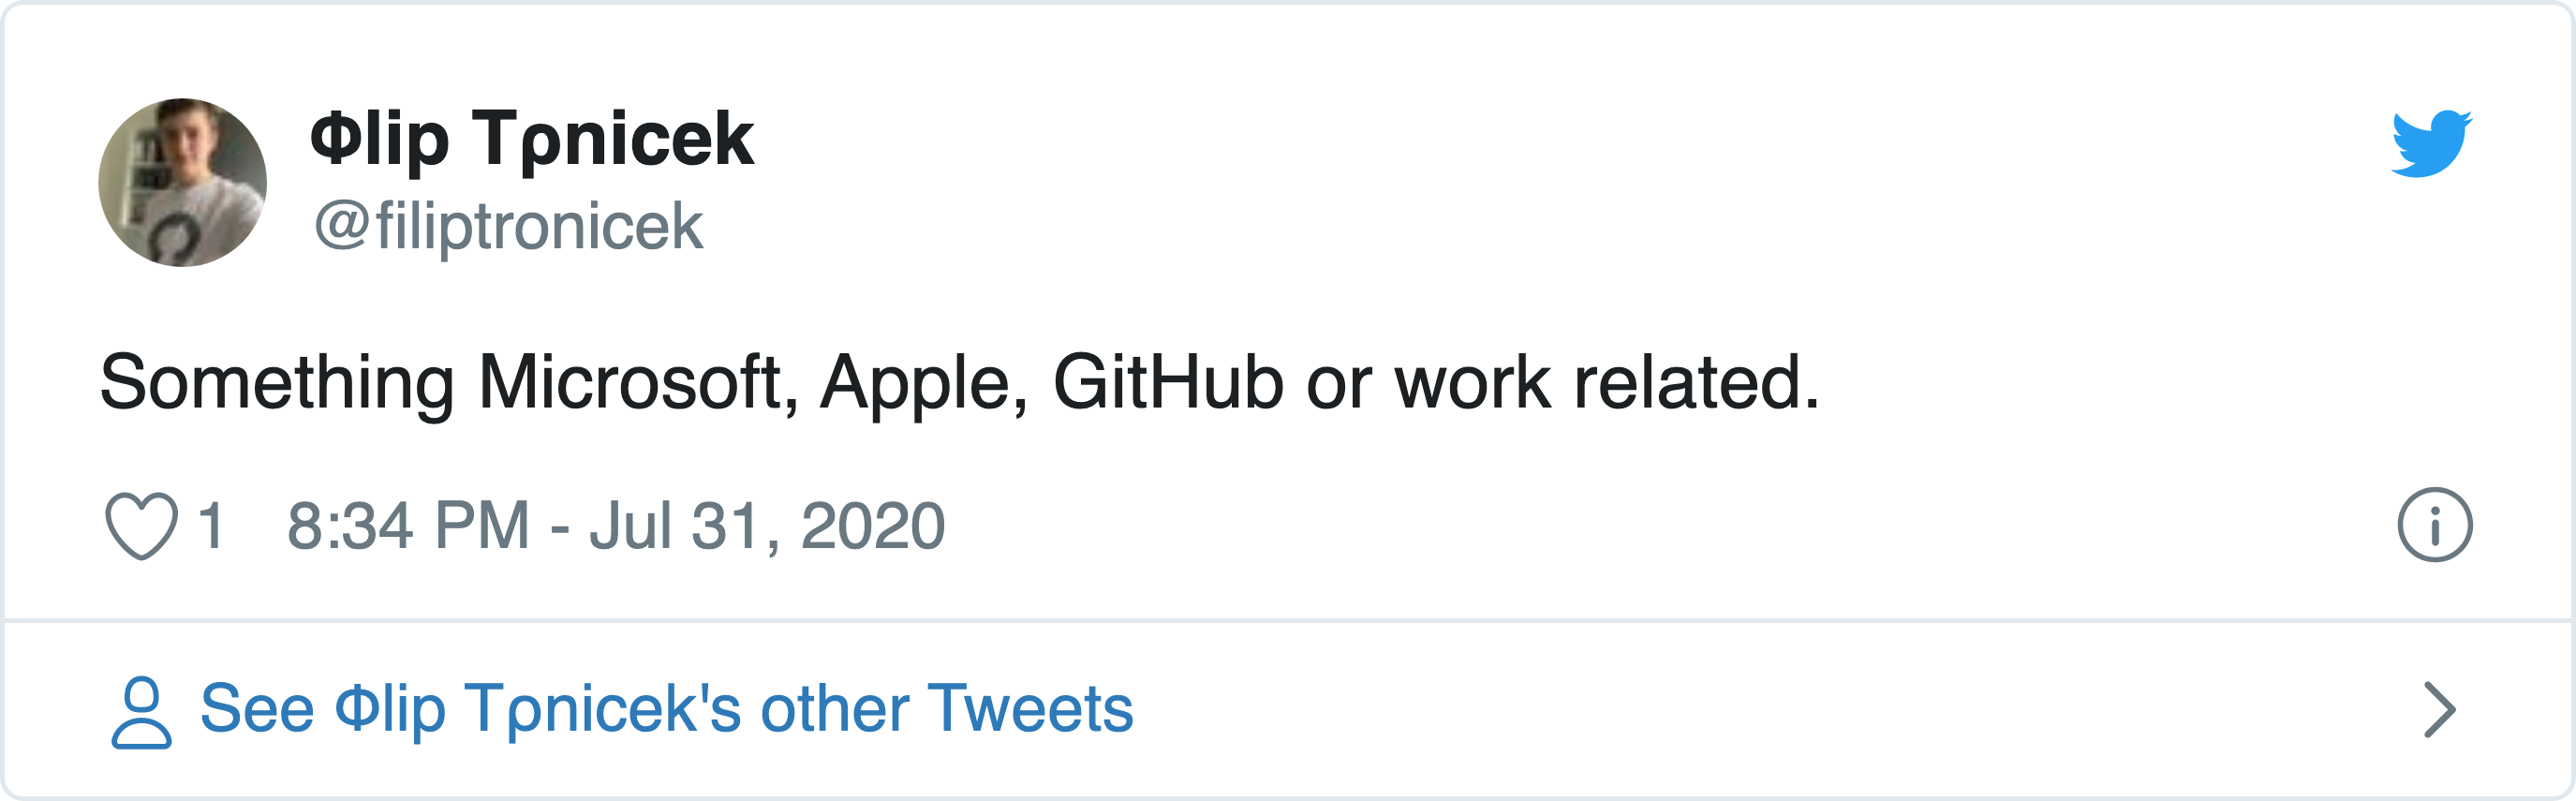 Φlip Tρnicek
@filiptronicek
Something Microsoft, Apple, GitHub or work related.
1 8:34 PM - Jul 31, 2020
See Φlip Tρnicek's other Tweets